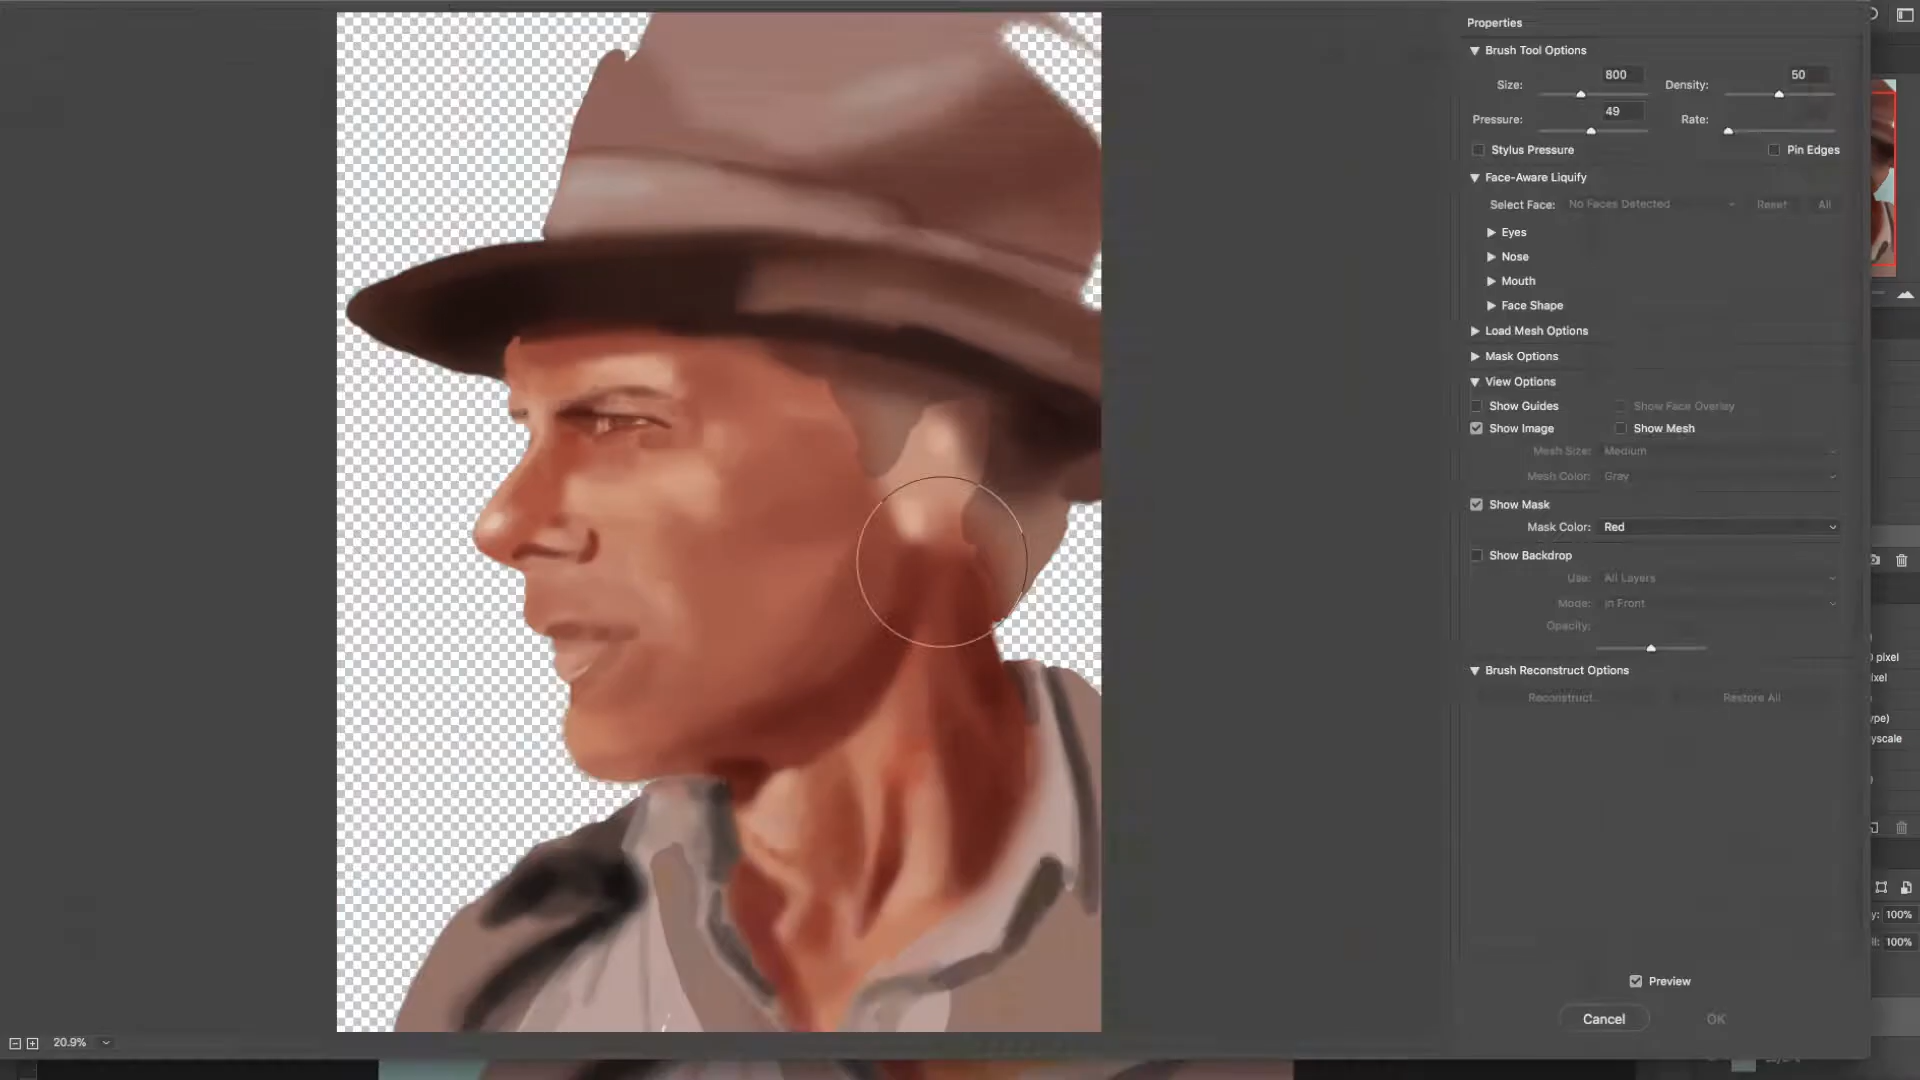 Properties
Brush Tool Options
Size: 800 Density: 50
Pressure: 49 Rate:
Stylus Pressure Pin Edges
Face-Aware Liquify
Select Face: No Faces Detected Reset All
Eyes
Nose
Mouth
Face Shape
Load Mesh Options
Mask Options
View Options
Show Guides Show Face Overlay
Show Image Show Mesh
Mesh Size: Medium
Mesh Color: Gray
Show Mask
Mask Color: Red
Show Backdrop
Use: All Layers
Mode: In Front
Opacity:
pixel
Brush Reconstruct Options
Reconstruct... Restore All
100%
100%
Preview
Cancel OK
20.9%